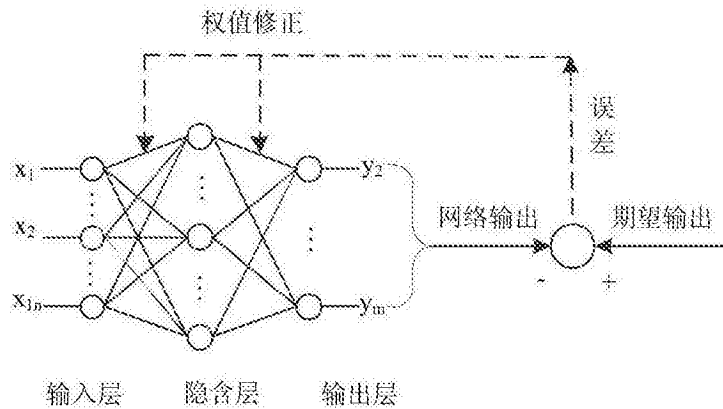 权值修正
误差
x₁
y₂
x₂
网络输出
期望输出
-
+
x₁ₙ
yₘ
输入层
隐含层
输出层